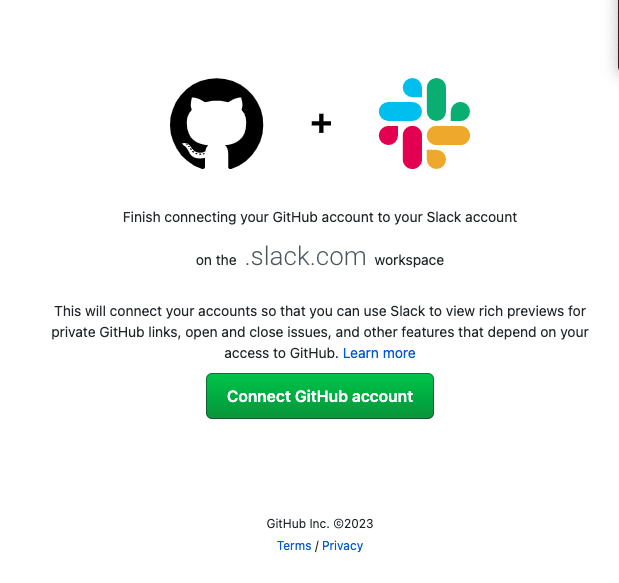 +
Finish connecting your GitHub account to your Slack account
on the .slack.com workspace
This will connect your accounts so that you can use Slack to view rich previews for
private GitHub links, open and close issues, and other features that depend on your
access to GitHub. Learn more
Connect GitHub account
GitHub Inc. ©2023
Terms / Privacy